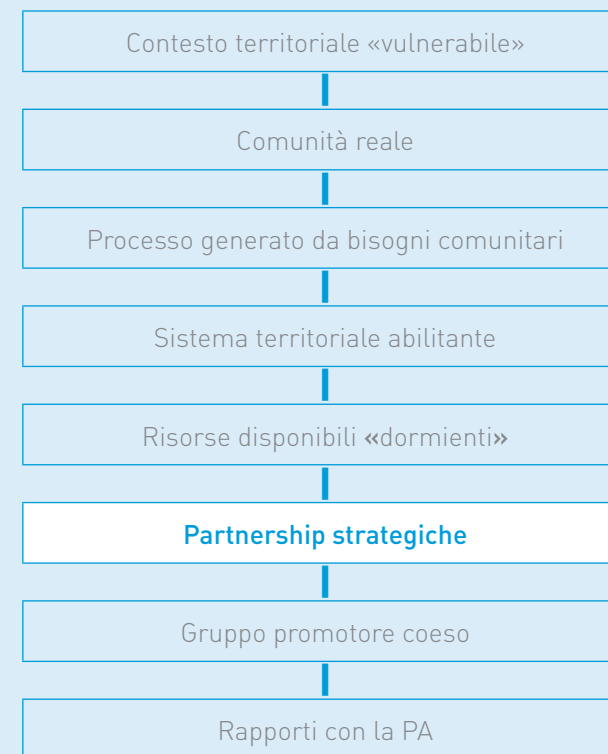 Contesto territoriale «vulnerabile»
Comunità reale
Processo generato da bisogni comunitari
Sistema territoriale abilitante
Risorse disponibili «dormienti»
Partnership strategiche
Gruppo promotore coeso
Rapporti con la PA